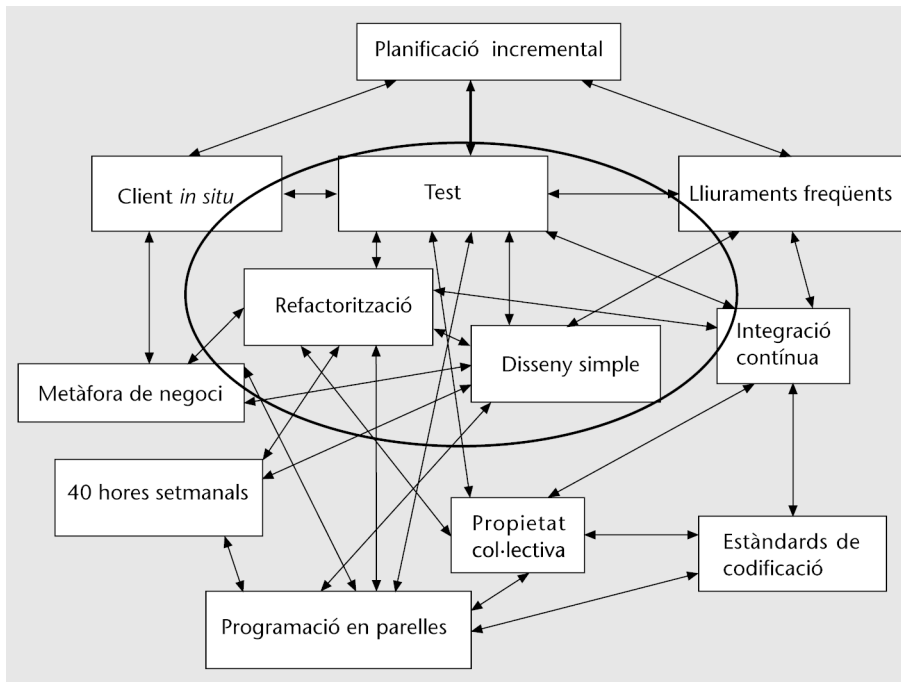 Planificació incremental
Client in situ
Test
Lliuraments freqüents
Refactorització
Integració
contínua
Disseny simple
Metàfora de negoci
40 hores setmanals
Propietat
col·lectiva
Estàndards de
codificació
Programació en parelles